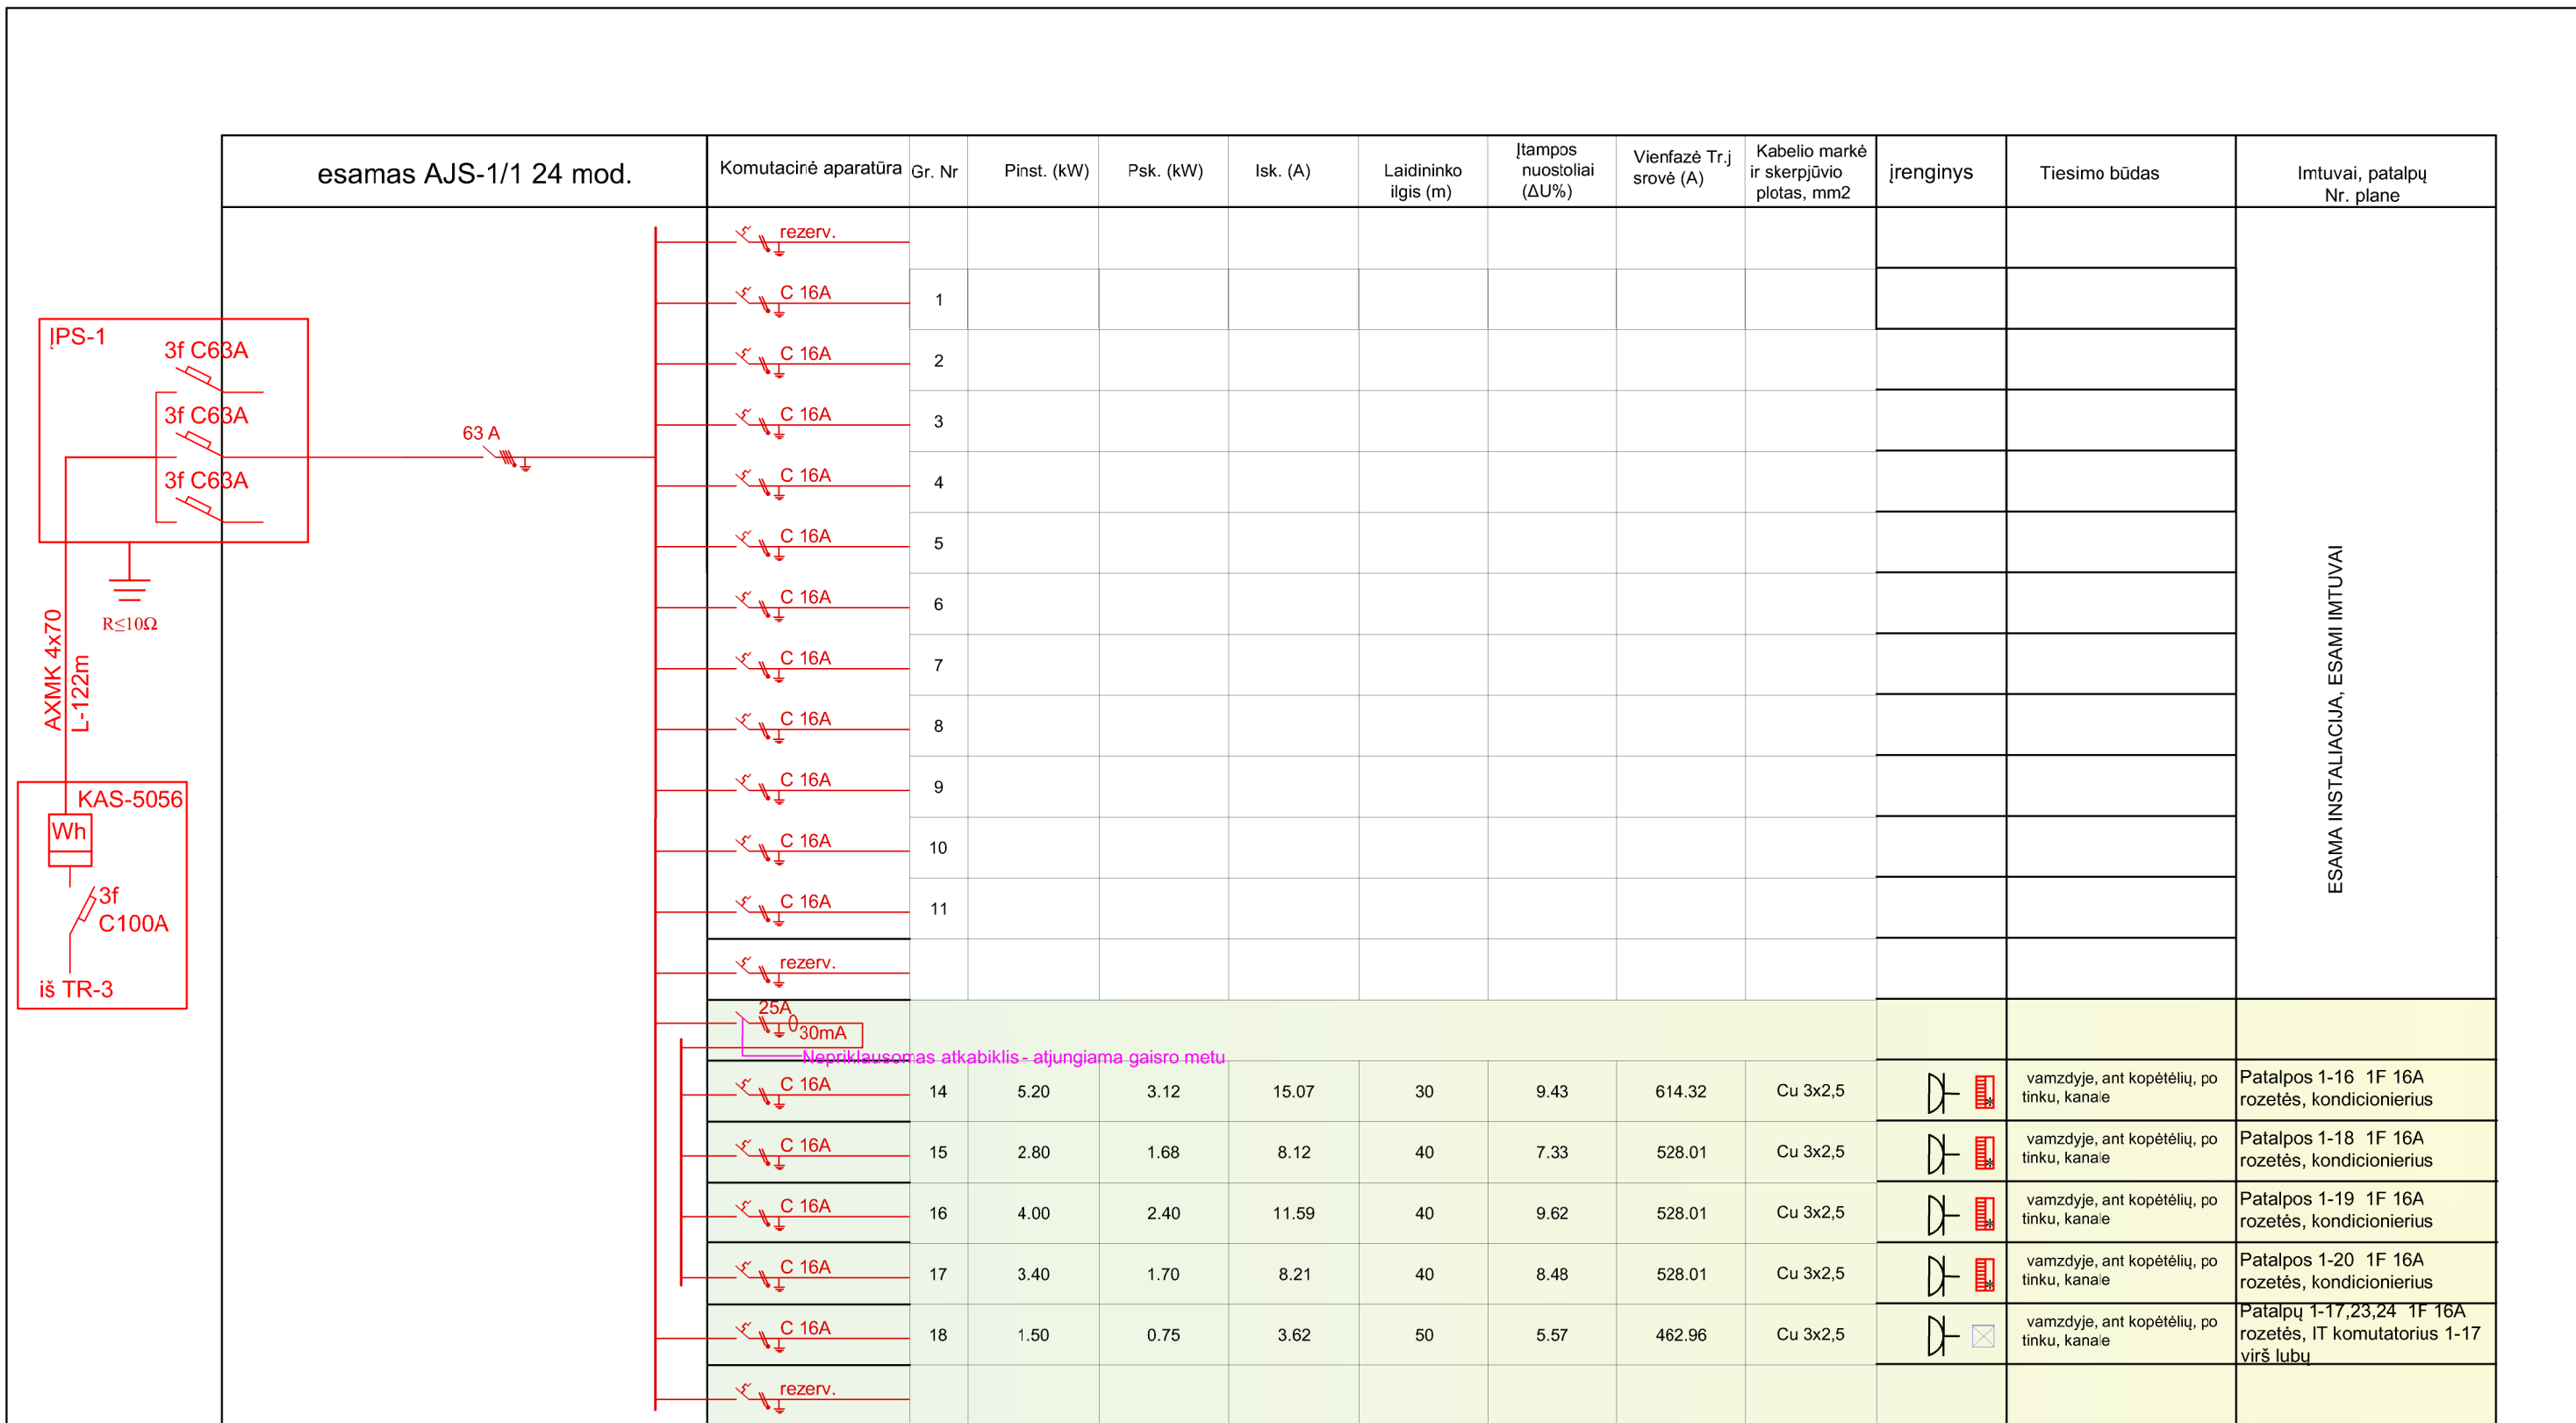 esamas AJS-1/1 24 mod.
Komutacinė aparatūra
Gr. Nr
Pinst. (kW)
Psk. (kW)
Isk. (A)
Laidininko
ilgis (m)
Įtampos
nuostoliai
(ΔU%)
Vienfazė Tr.j
srovė (A)
Kabelio markė
ir skerpjūvio
plotas, mm2
įrenginys
Tiesimo būdas
Imtuvai, patalpų
Nr. plane
rezerv.
C 16A 1
C 16A 2
C 16A 3
C 16A 4
C 16A 5
C 16A 6
C 16A 7
C 16A 8
C 16A 9
C 16A 10
C 16A 11
rezerv.
ESAMA INSTALIACIJA, ESAMI IMTUVAI
ĮPS-1
3f C63A
3f C63A
3f C63A
63 A
R≤10Ω
AXMK 4x70
L-122m
KAS-5056
Wh
3f
C100A
iš TR-3
25A
30mA
Nepriklausomas atkabiklis - atjungiama gaisro metu
C 16A 14 5.20 3.12 15.07 30 9.43 614.32 Cu 3x2,5
vamzdyje, ant kopėtėlių, po
tinku, kanale
Patalpos 1-16 1F 16A
rozetės, kondicionierius
C 16A 15 2.80 1.68 8.12 40 7.33 528.01 Cu 3x2,5
vamzdyje, ant kopėtėlių, po
tinku, kanale
Patalpos 1-18 1F 16A
rozetės, kondicionierius
C 16A 16 4.00 2.40 11.59 40 9.62 528.01 Cu 3x2,5
vamzdyje, ant kopėtėlių, po
tinku, kanale
Patalpos 1-19 1F 16A
rozetės, kondicionierius
C 16A 17 3.40 1.70 8.21 40 8.48 528.01 Cu 3x2,5
vamzdyje, ant kopėtėlių, po
tinku, kanale
Patalpos 1-20 1F 16A
rozetės, kondicionierius
C 16A 18 1.50 0.75 3.62 50 5.57 462.96 Cu 3x2,5
vamzdyje, ant kopėtėlių, po
tinku, kanale
Patalpų 1-17,23,24 1F 16A
rozetės, IT komutatorius 1-17
virš lubų
rezerv.